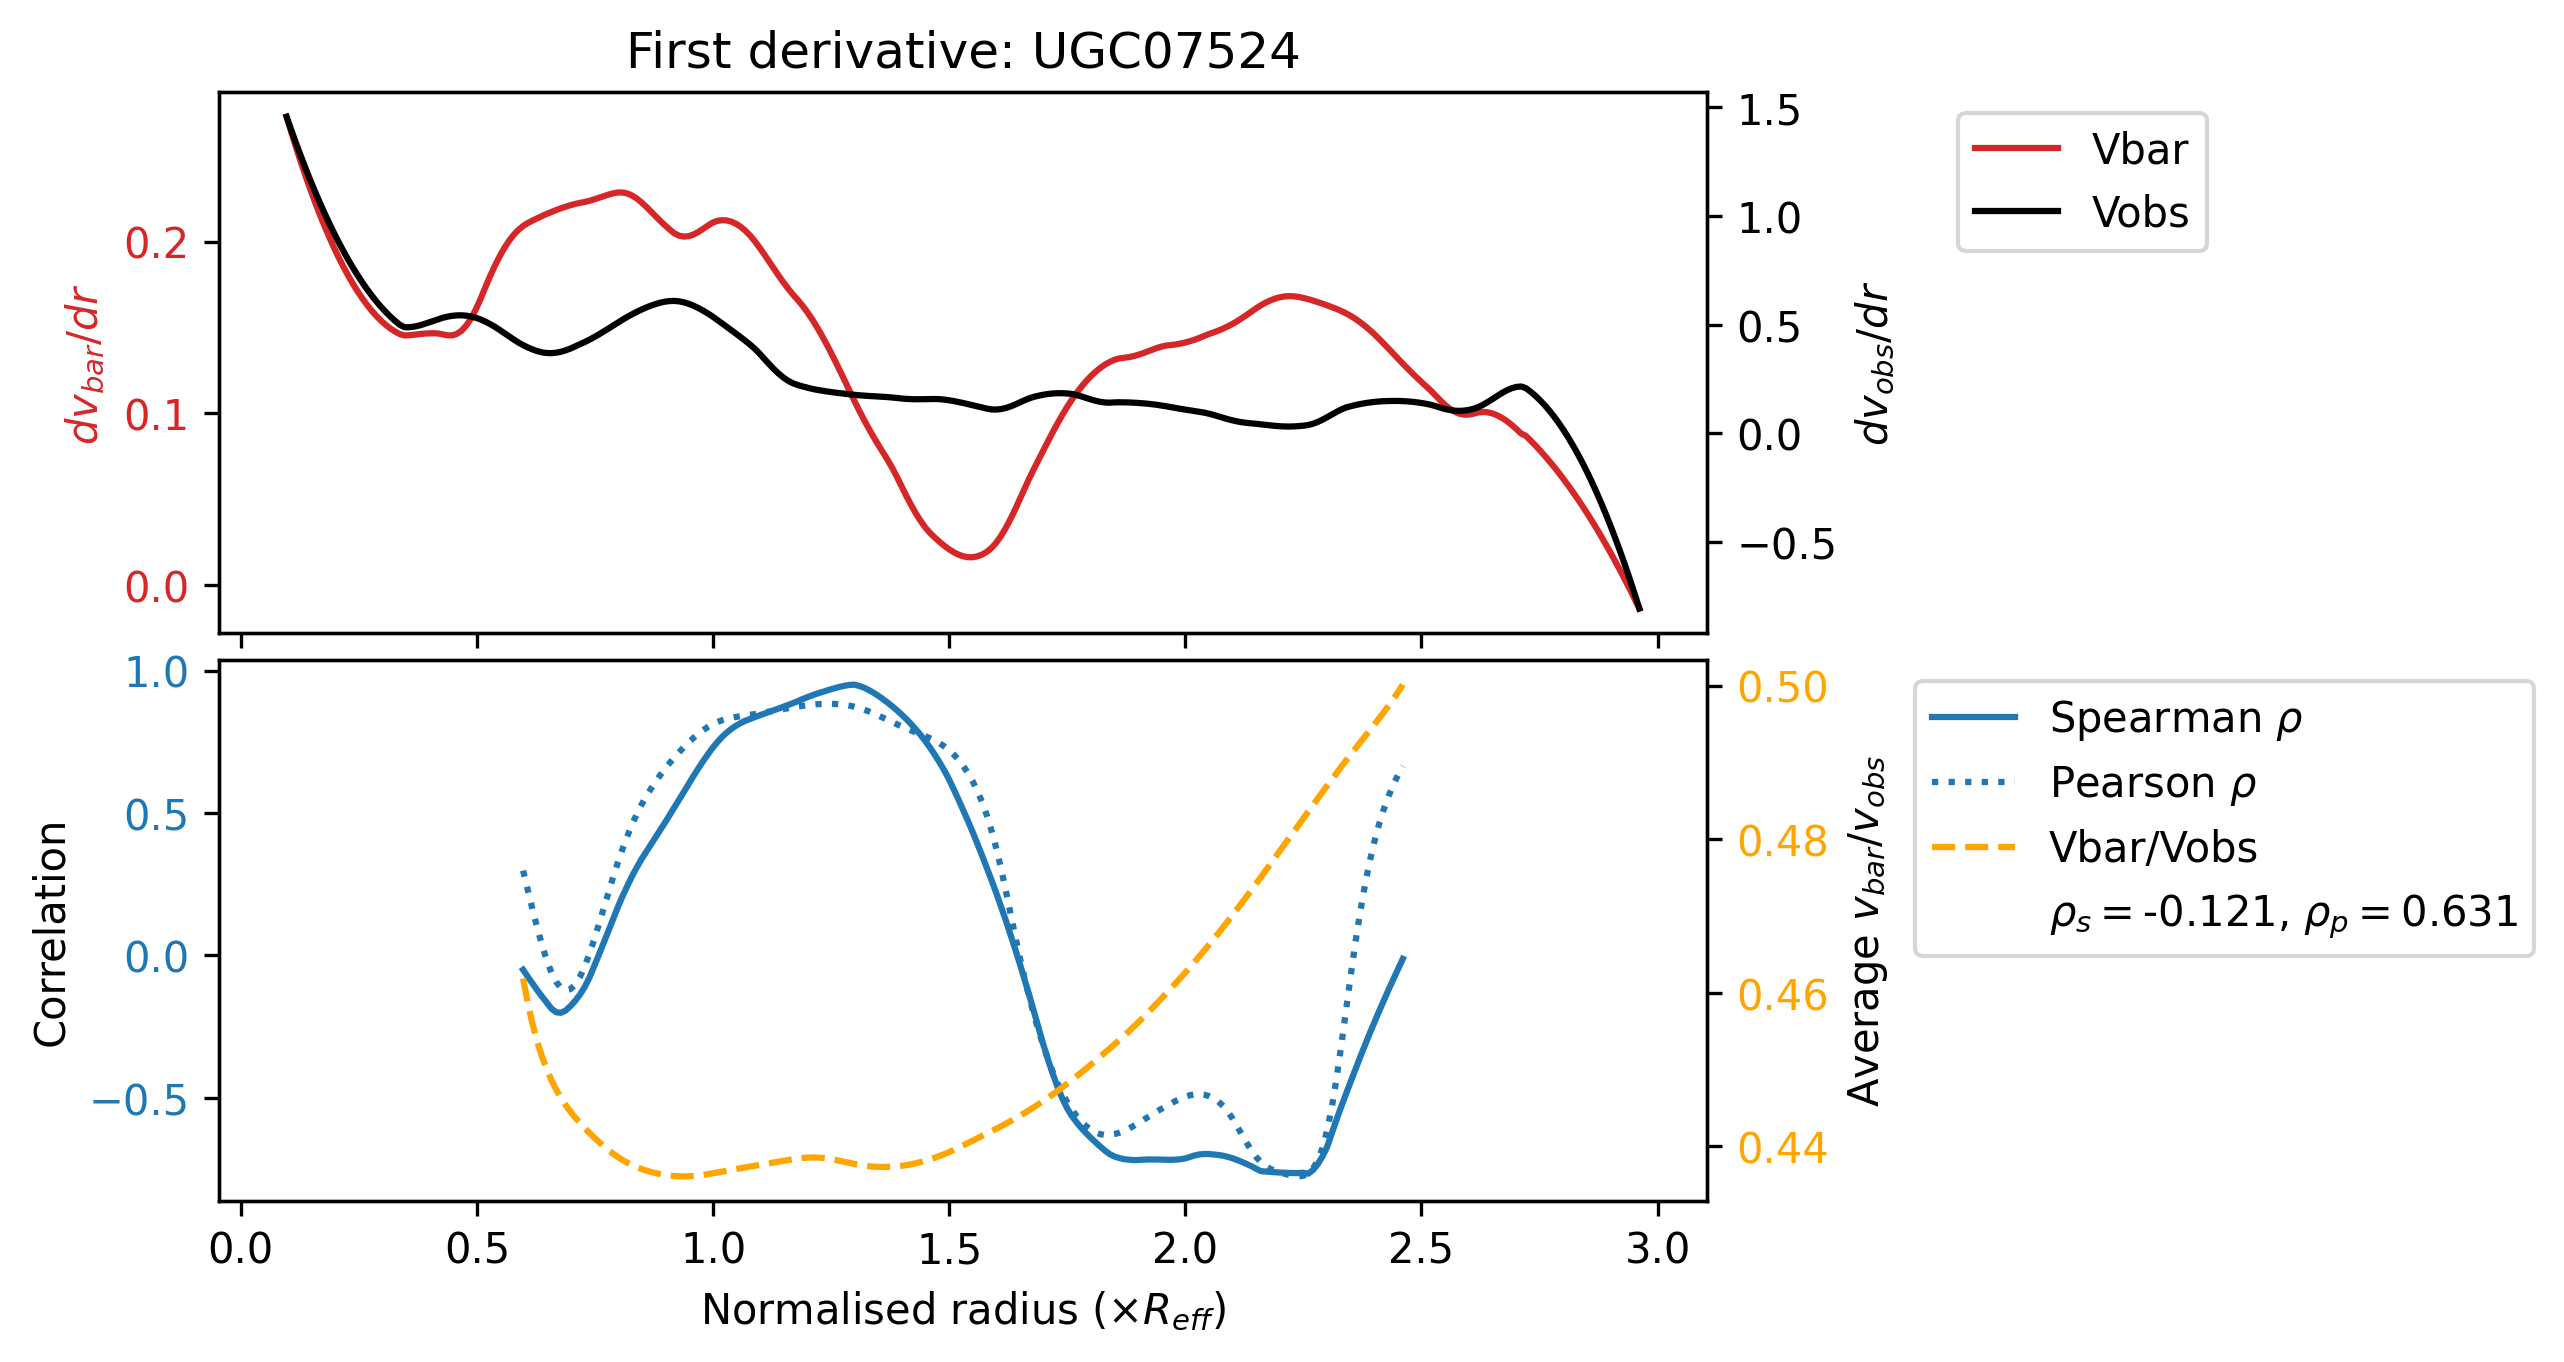 First derivative: UGC07524
0.2
0.1
0.0
dv_bar/dr
1.5
1.0
0.5
0.0
−0.5
dv_obs/dr
Vbar
Vobs
1.0
0.5
0.0
−0.5
Correlation
0.50
0.48
0.46
0.44
Average v_bar/v_obs
Spearman ρ
Pearson ρ
Vbar/Vobs
ρ_s = -0.121, ρ_p = 0.631
0.0 0.5 1.0 1.5 2.0 2.5 3.0
Normalised radius (×R_eff)